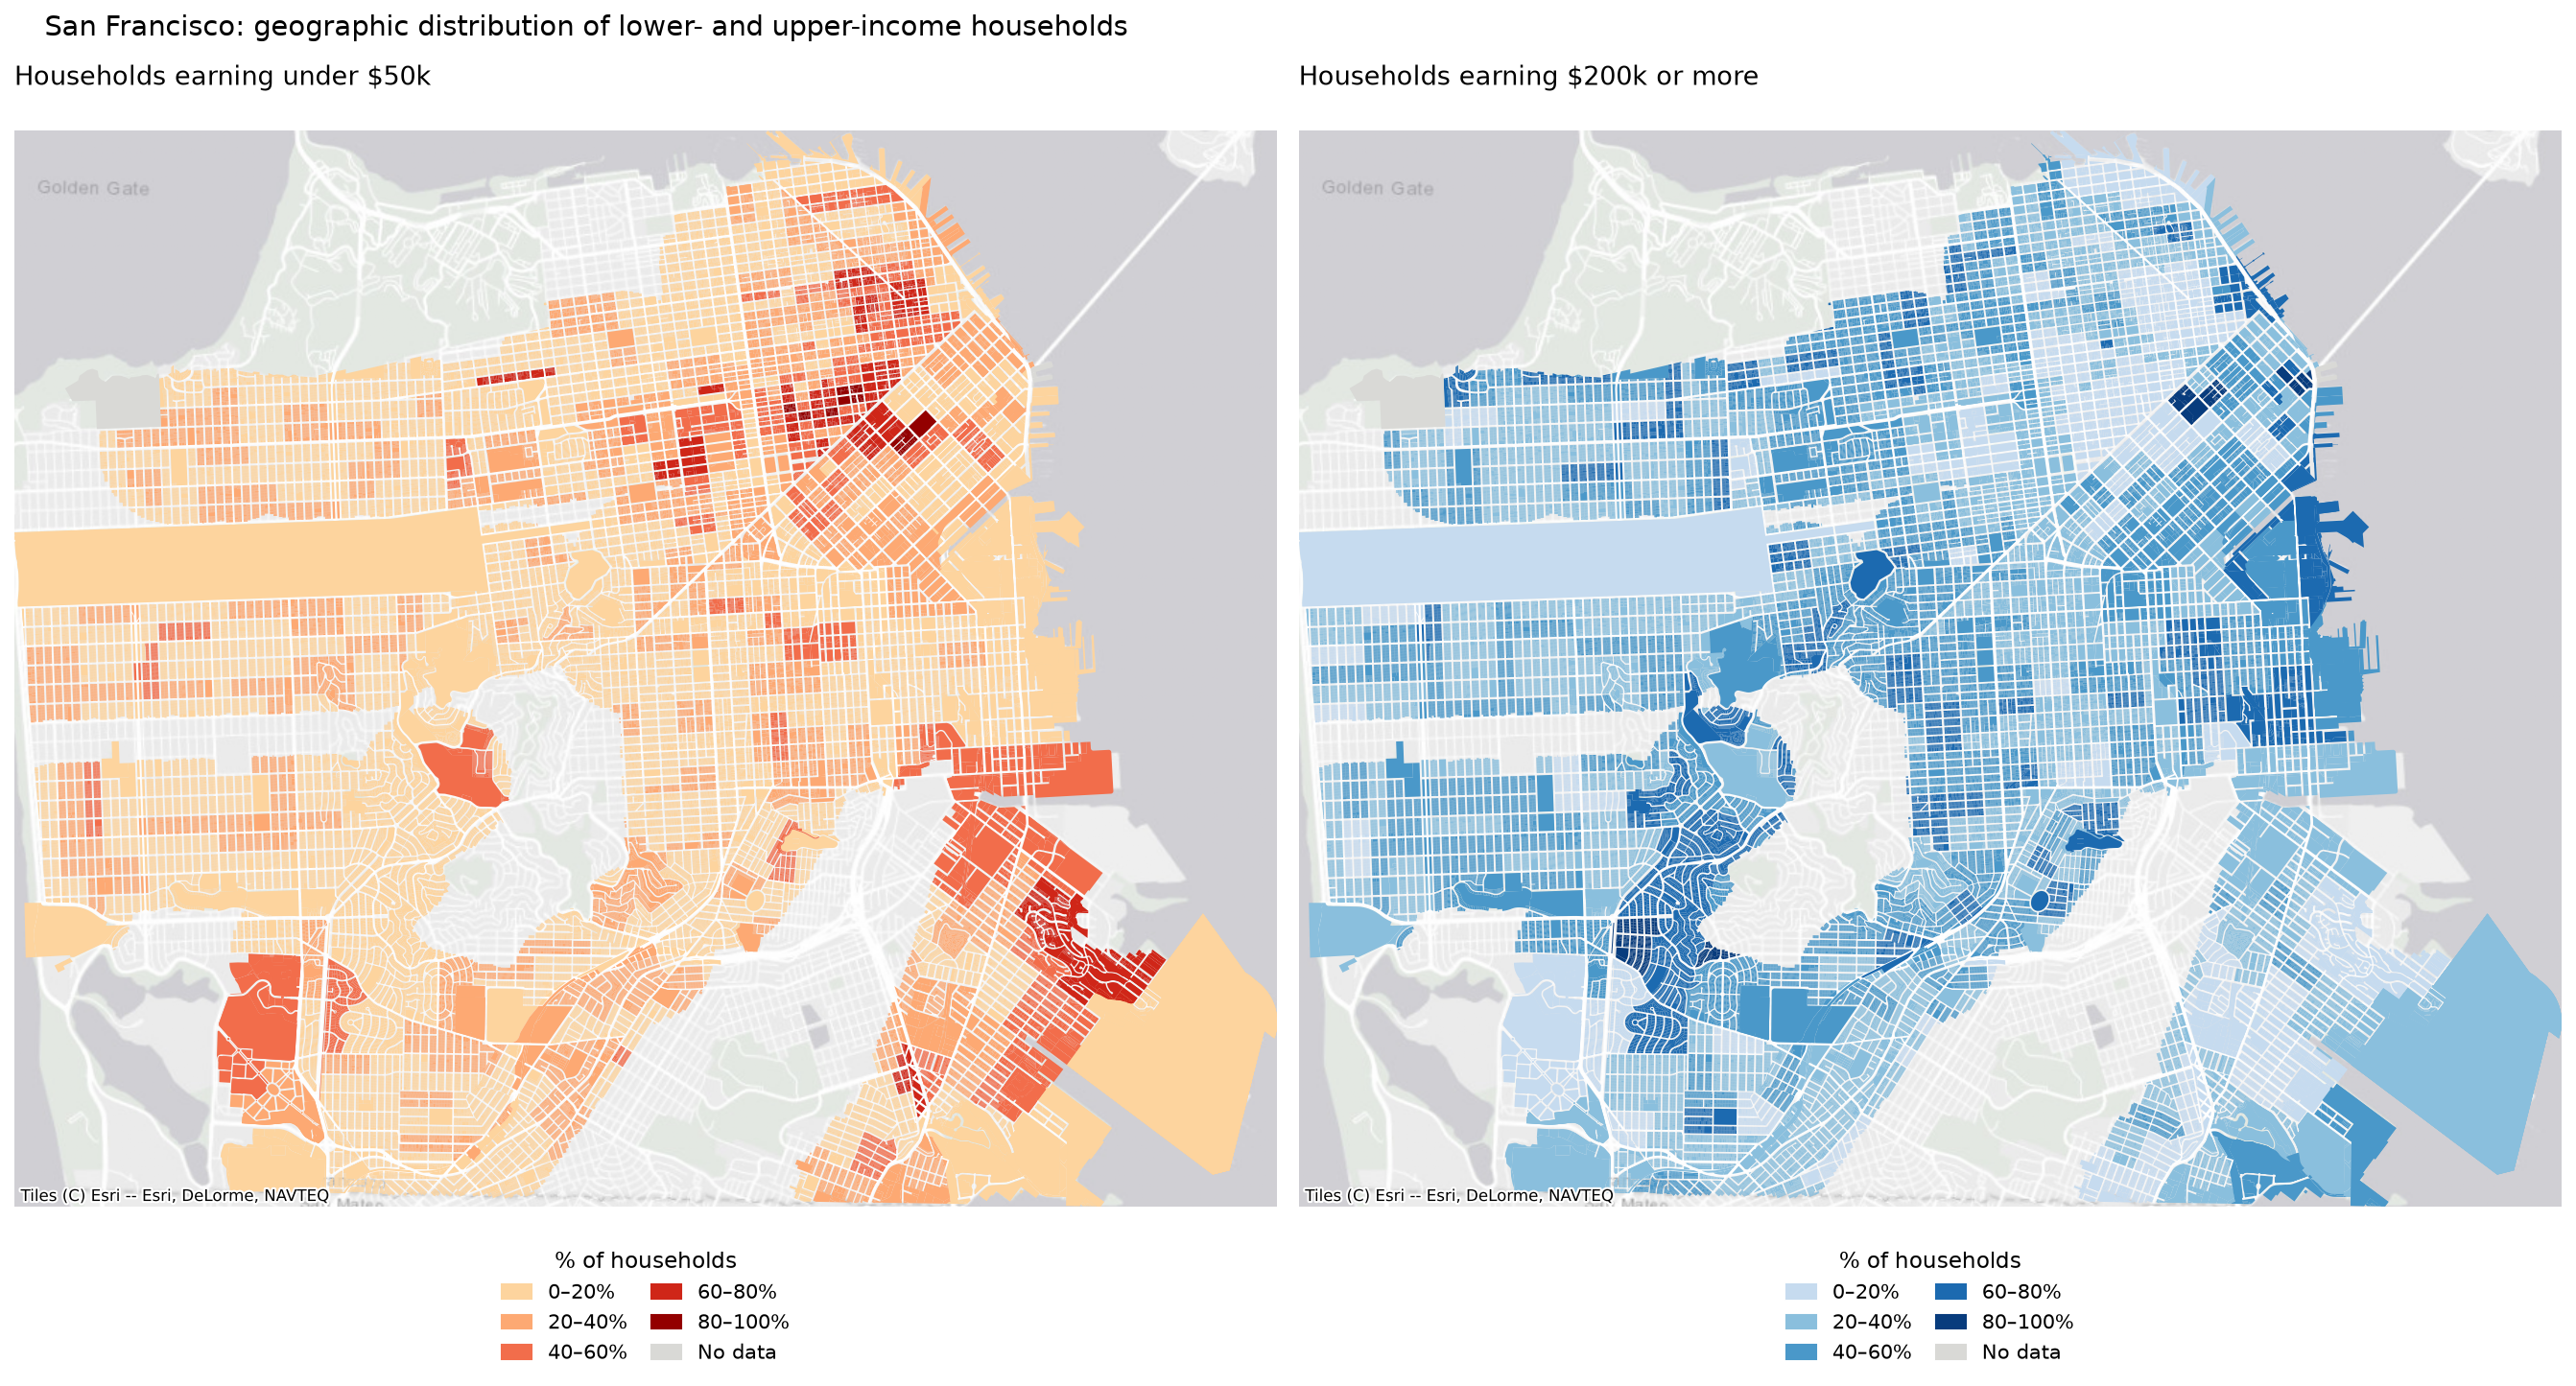 San Francisco: geographic distribution of lower- and upper-income households
Households earning under $50k
Households earning $200k or more
Golden Gate
Golden Gate
Tiles (C) Esri -- Esri, DeLorme, NAVTEQ
Tiles (C) Esri -- Esri, DeLorme, NAVTEQ
% of households
0–20%
20–40%
40–60%
60–80%
80–100%
No data
% of households
0–20%
20–40%
40–60%
60–80%
80–100%
No data